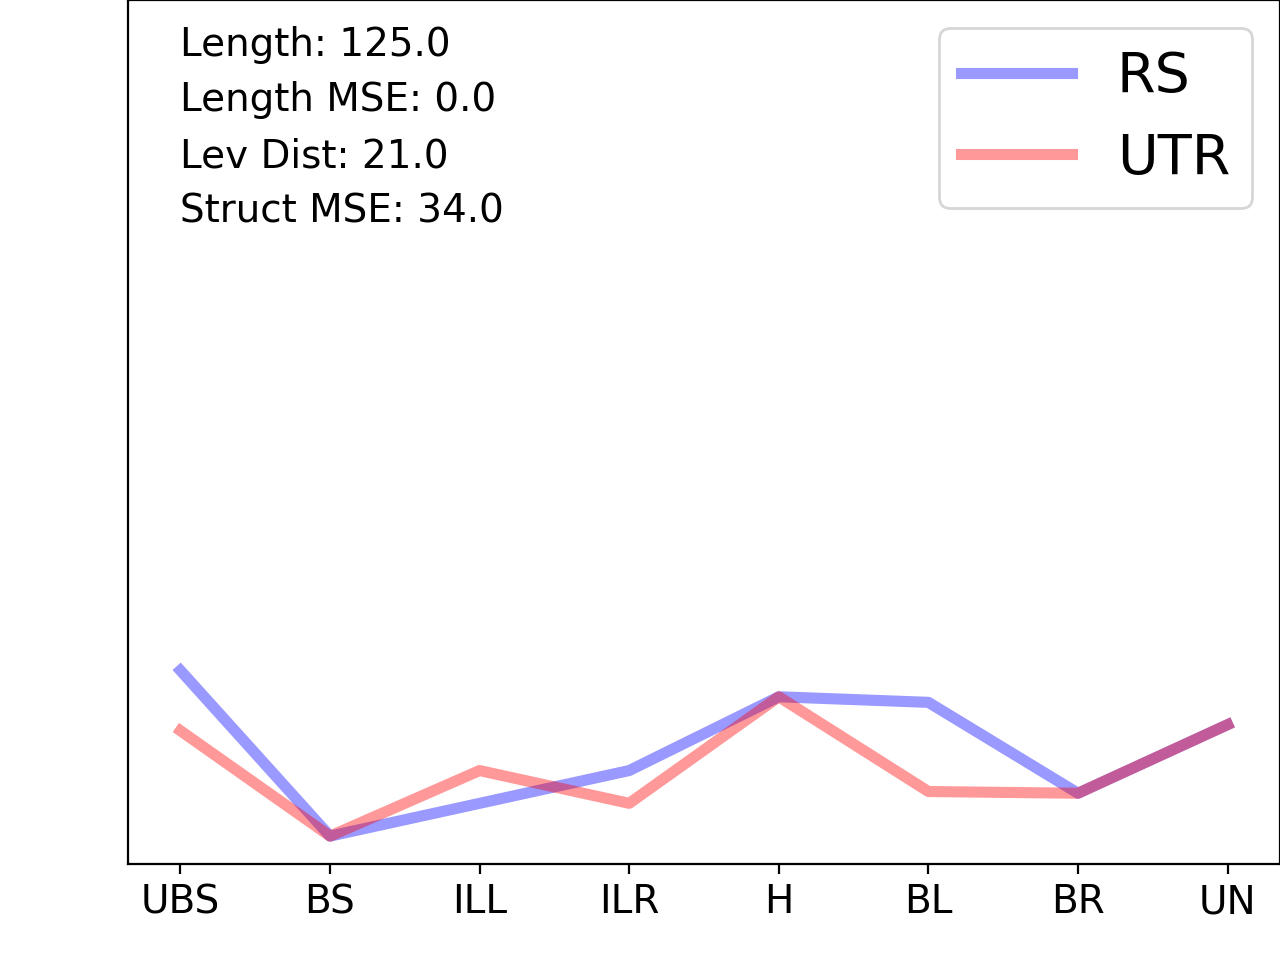 Length: 125.0
Length MSE: 0.0
Lev Dist: 21.0
Struct MSE: 34.0
RS
UTR
UBS BS ILL ILR H BL BR UN